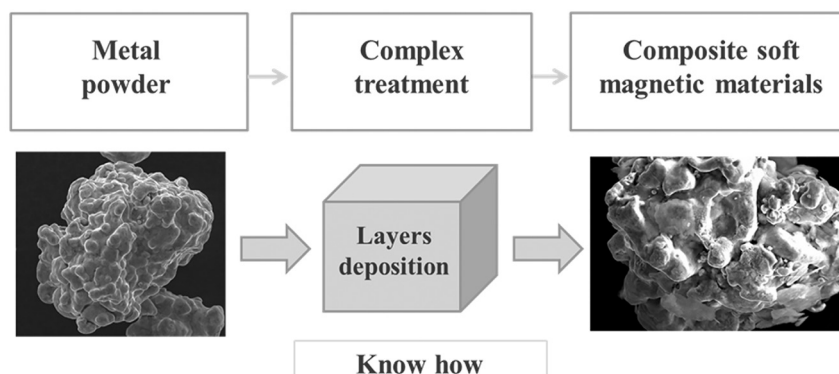 Metal
powder
Complex
treatment
Composite soft
magnetic materials
Layers
deposition
Know how